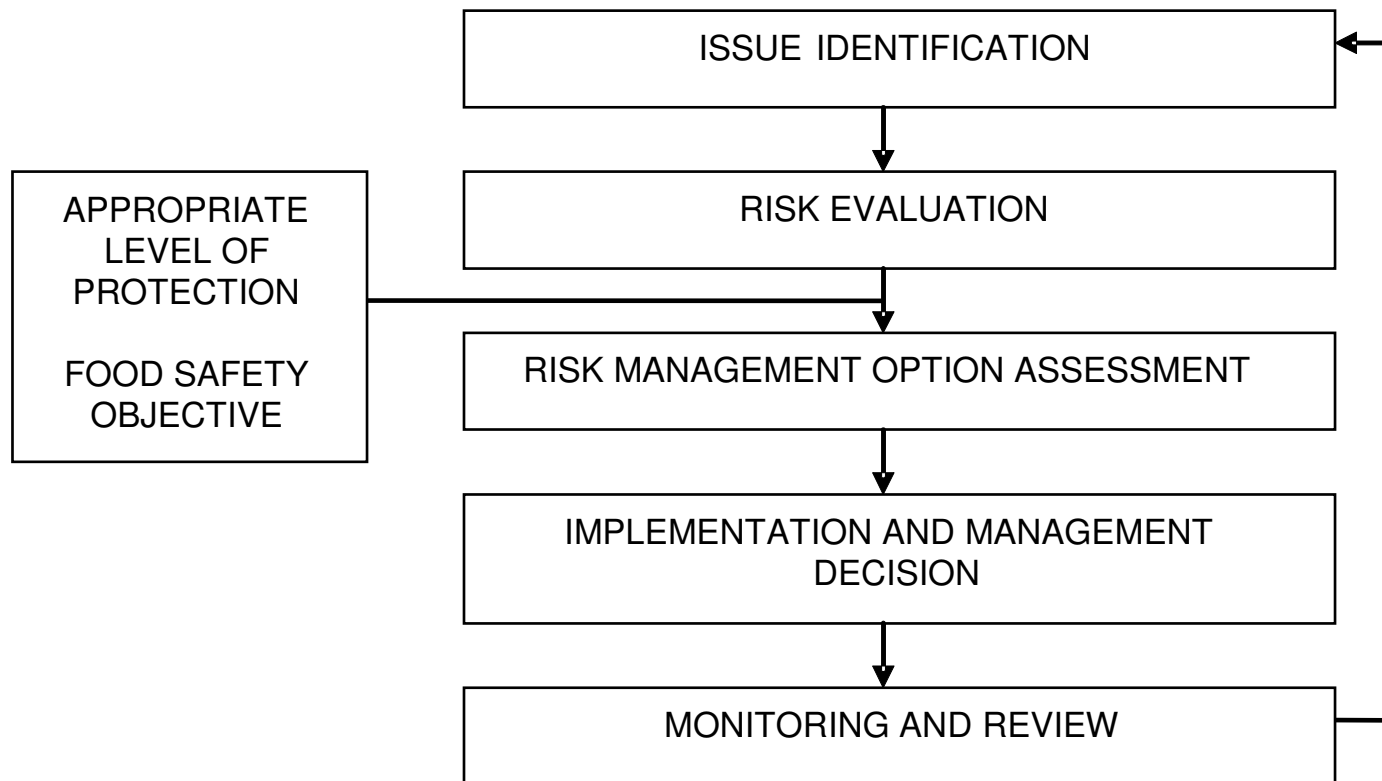 ISSUE IDENTIFICATION
RISK EVALUATION
APPROPRIATE
LEVEL OF
PROTECTION
FOOD SAFETY
OBJECTIVE
RISK MANAGEMENT OPTION ASSESSMENT
IMPLEMENTATION AND MANAGEMENT
DECISION
MONITORING AND REVIEW